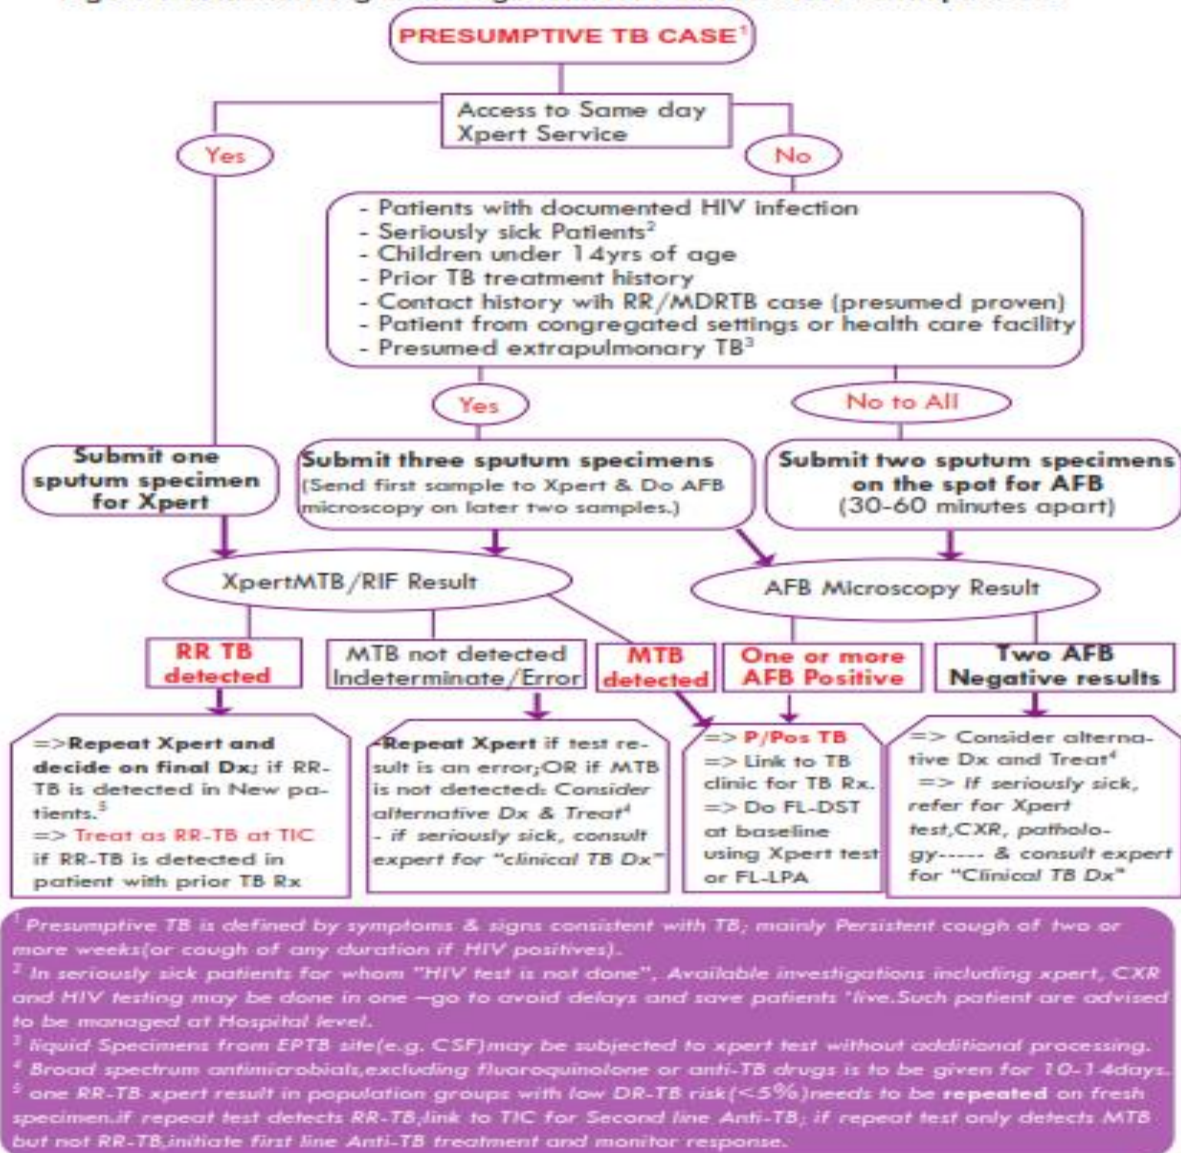 PRESUMPTIVE TB CASE¹
Access to Same day
Xpert Service
Yes
No
- Patients with documented HIV infection
- Seriously sick Patients²
- Children under 14yrs of age
- Prior TB treatment history
- Contact history wih RR/MDRTB case (presumed proven)
- Patient from congregated settings or health care facility
- Presumed extrapulmonary TB³
Yes
No to All
Submit one
sputum specimen
for Xpert
Submit three sputum specimens
(Send first sample to Xpert & Do AFB
microscopy on later two samples.)
Submit two sputum specimens
on the spot for AFB
(30-60 minutes apart)
XpertMTB/RIF Result
AFB Microscopy Result
RR TB
detected
MTB not detected
Indeterminate/Error
MTB
detected
One or more
AFB Positive
Two AFB
Negative results
=>Repeat Xpert and
decide on final Dx; if RR-
TB is detected in New pa-
tients.⁵
=> Treat as RR-TB at TIC
if RR-TB is detected in
patient with prior TB Rx
-Repeat Xpert if test re-
sult is an error;OR if MTB
is not detected: Consider
alternative Dx & Treat⁴
- if seriously sick, consult
expert for "clinical TB Dx"
=> P/Pos TB
=> Link to TB
clinic for TB Rx.
=> Do FL-DST
at baseline
using Xpert test
or FL-LPA
=> Consider alterna-
tive Dx and Treat⁴
=> If seriously sick,
refer for Xpert
test,CXR, patholo-
gy----- & consult expert
for "Clinical TB Dx"
¹ Presumptive TB is defined by symptoms & signs consistent with TB; mainly Persistent cough of two or
more weeks(or cough of any duration if HIV positives).
² In seriously sick patients for whom "HIV test is not done", Available investigations including xpert, CXR
and HIV testing may be done in one –go to avoid delays and save patients 'live.Such patient are advised
to be managed at Hospital level.
³ liquid Specimens from EPTB site(e.g. CSF)may be subjected to xpert test without additional processing.
⁴ Broad spectrum antimicrobials,excluding fluoroquinolone or anti-TB drugs is to be given for 10-14days.
⁵ one RR-TB xpert result in population groups with low DR-TB risk(<5%)needs to be repeated on fresh
specimen.if repeat test detects RR-TB,link to TIC for Second line Anti-TB; if repeat test only detects MTB
but not RR-TB,initiate first line Anti-TB treatment and monitor response.